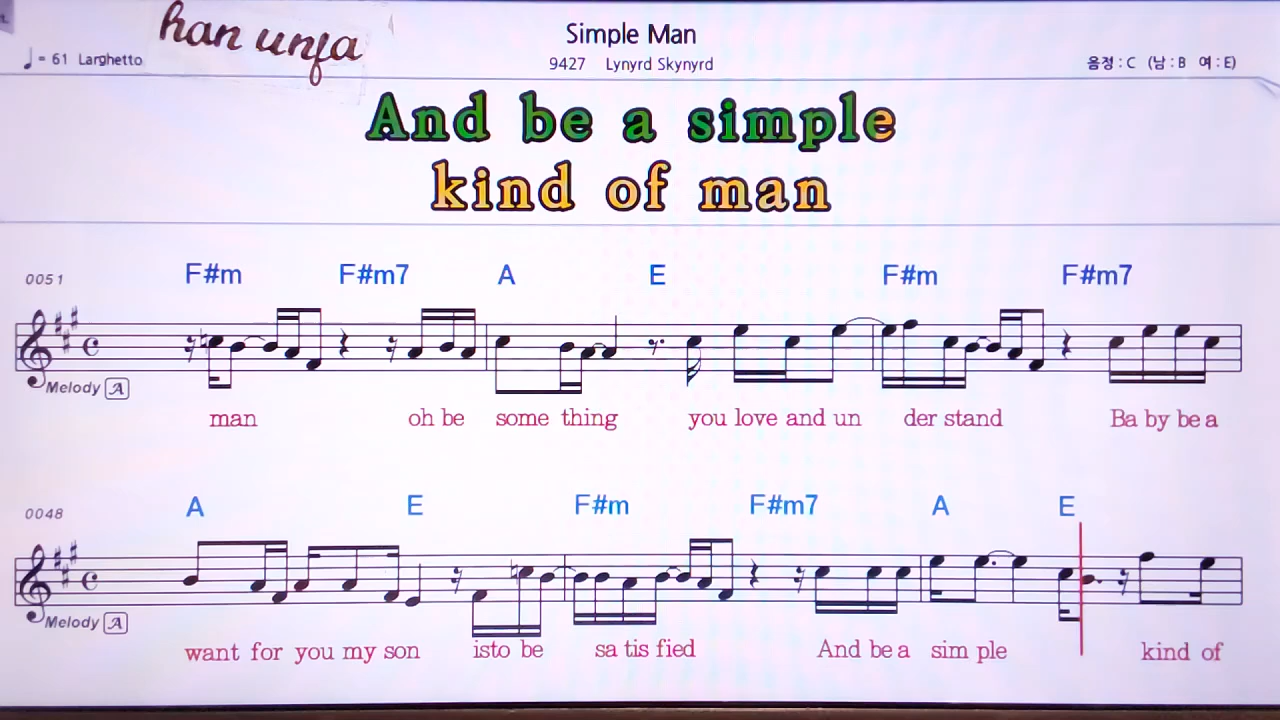 han unfa
Simple Man
♩= 61 Larghetto
9427 Lynyrd Skynyrd
음정 : C (남 : B 여 : E)
And be a simple
kind of man
0051
F#m F#m7 A E F#m F#m7
Melody A
man oh be some thing you love and un der stand Ba by be a
0048
A E F#m F#m7 A E
Melody A
want for you my son isto be sa tis fied And be a sim ple kind of